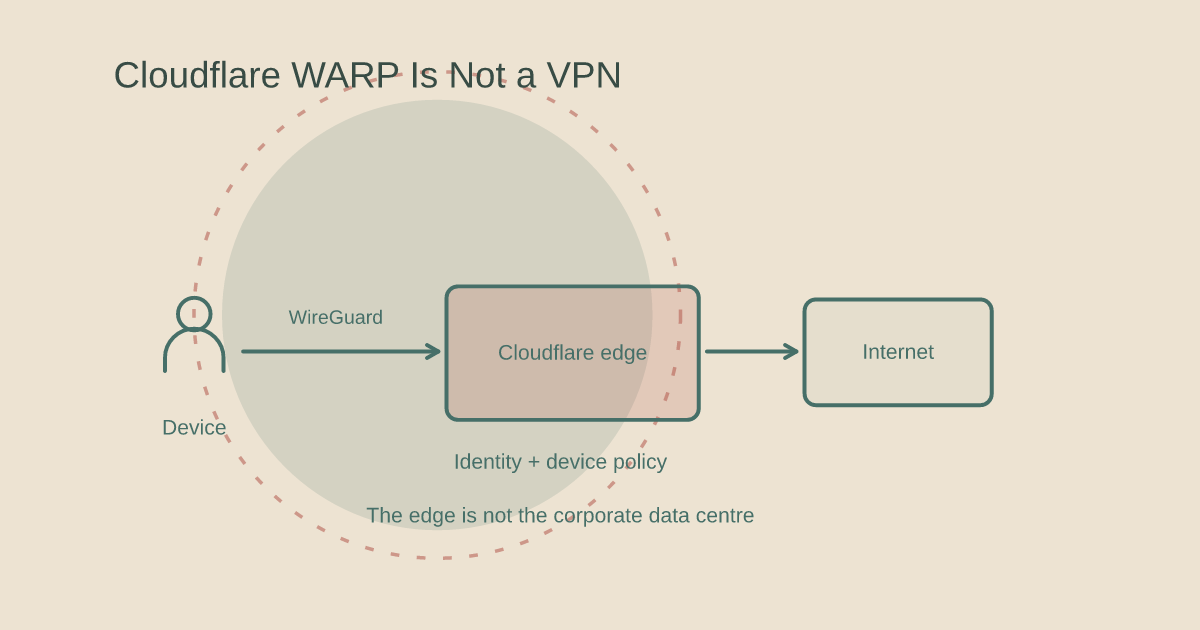 Cloudflare WARP Is Not a VPN
WireGuard
Cloudflare edge
Internet
Device
Identity + device policy
The edge is not the corporate data centre